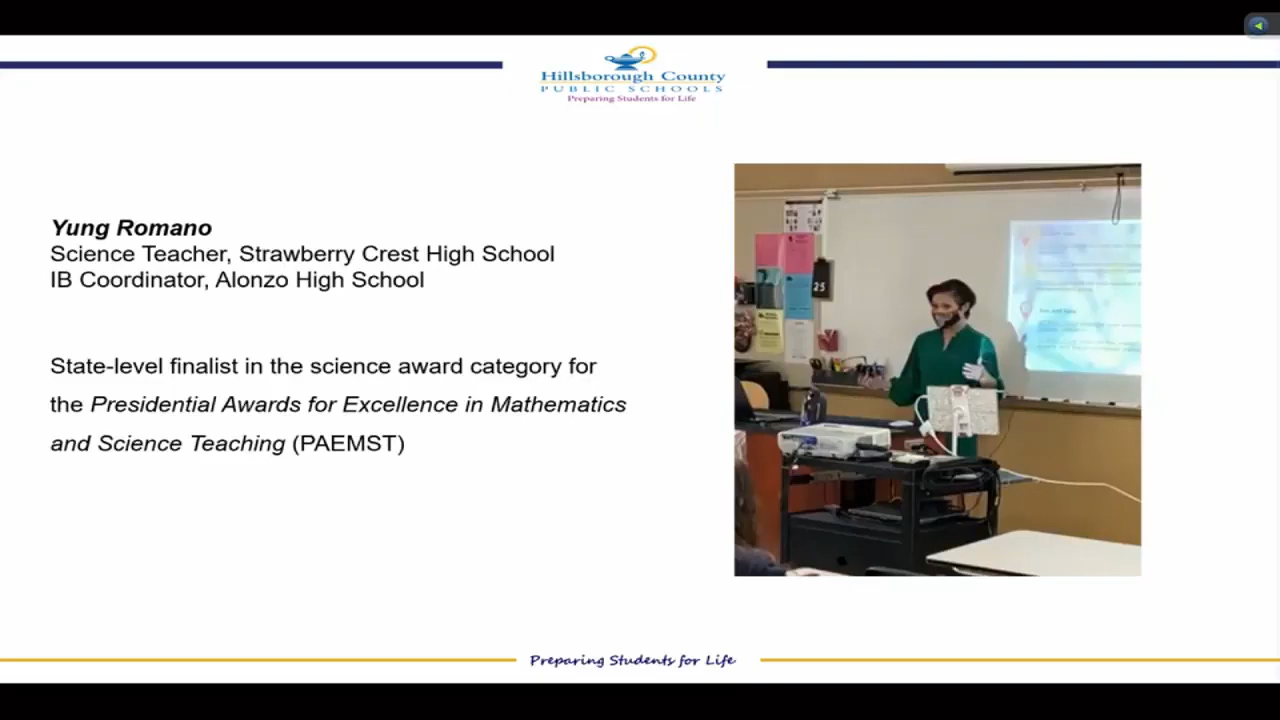 Hillsborough County
PUBLIC SCHOOLS
Preparing Students for Life
Yung Romano
Science Teacher, Strawberry Crest High School
IB Coordinator, Alonzo High School
State-level finalist in the science award category for
the Presidential Awards for Excellence in Mathematics
and Science Teaching (PAEMST)
25
Preparing Students for Life